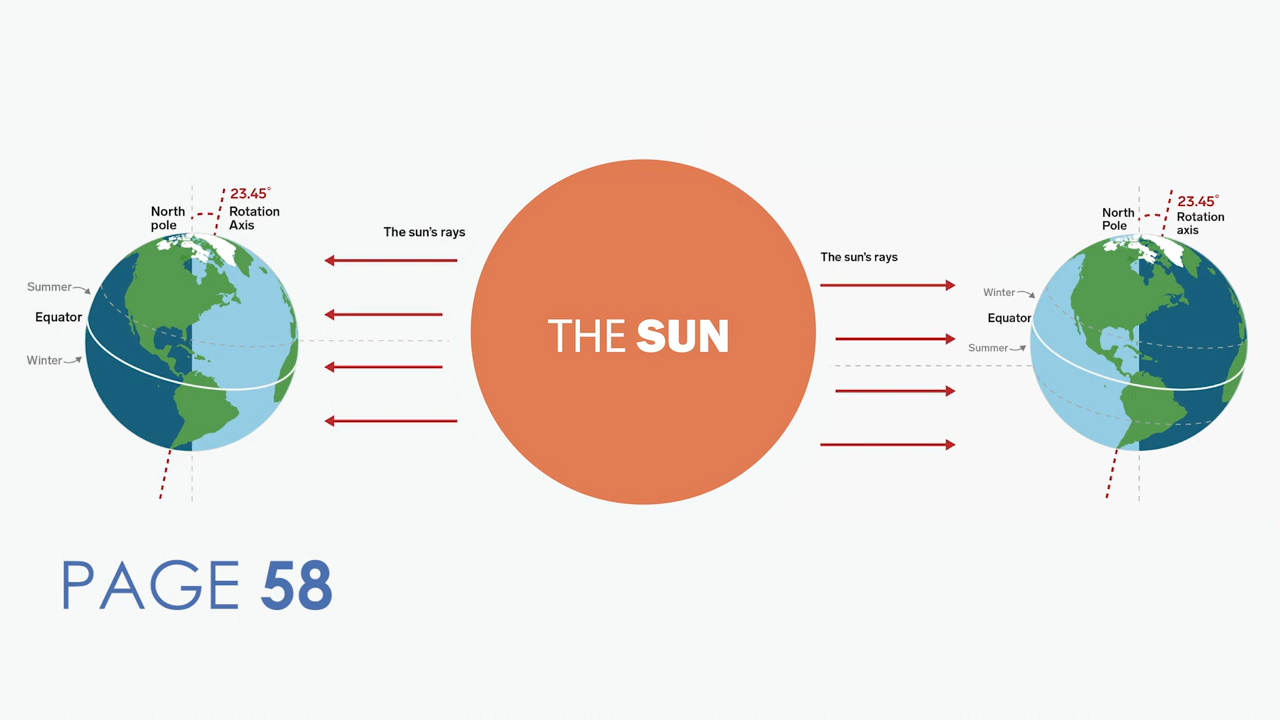 23.45°
North
pole
Rotation
Axis
Summer
Equator
Winter
The sun's rays
THE SUN
The sun's rays
23.45°
North
Pole
Rotation
axis
Winter
Equator
Summer
PAGE 58